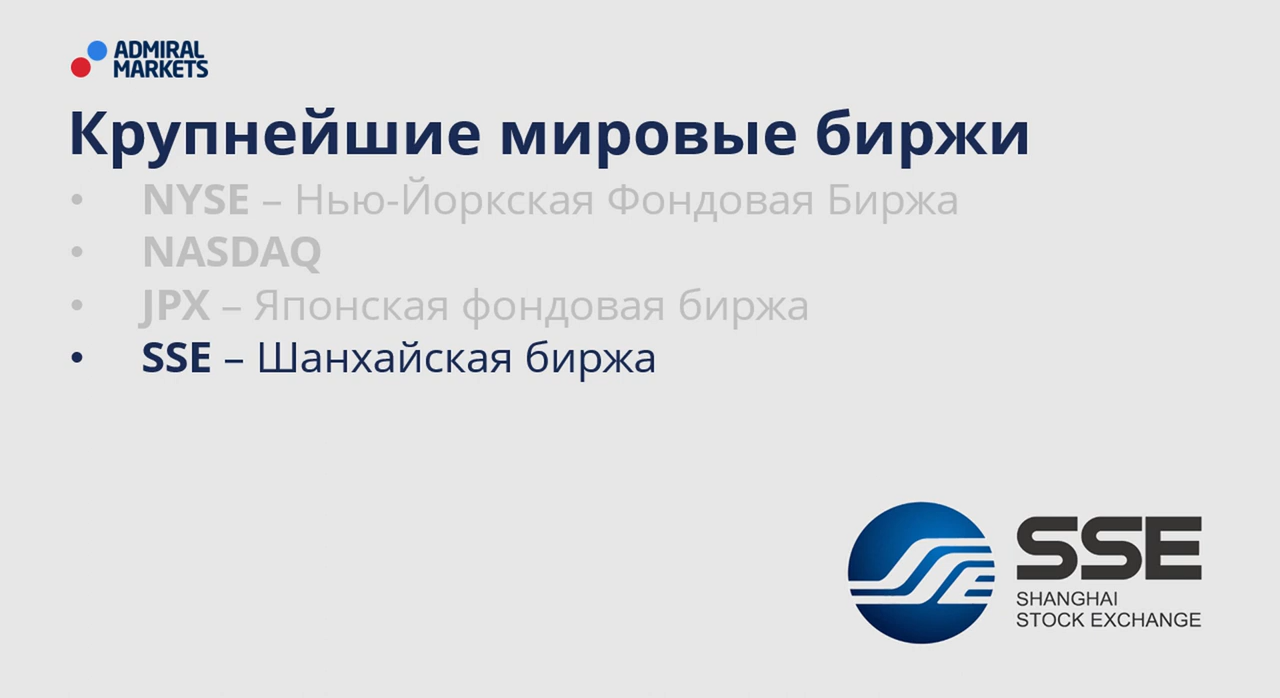 ADMIRAL
MARKETS
Крупнейшие мировые биржи
• NYSE – Нью-Йоркская Фондовая Биржа
• NASDAQ
• JPX – Японская фондовая биржа
• SSE – Шанхайская биржа
SSE
SHANGHAI
STOCK EXCHANGE